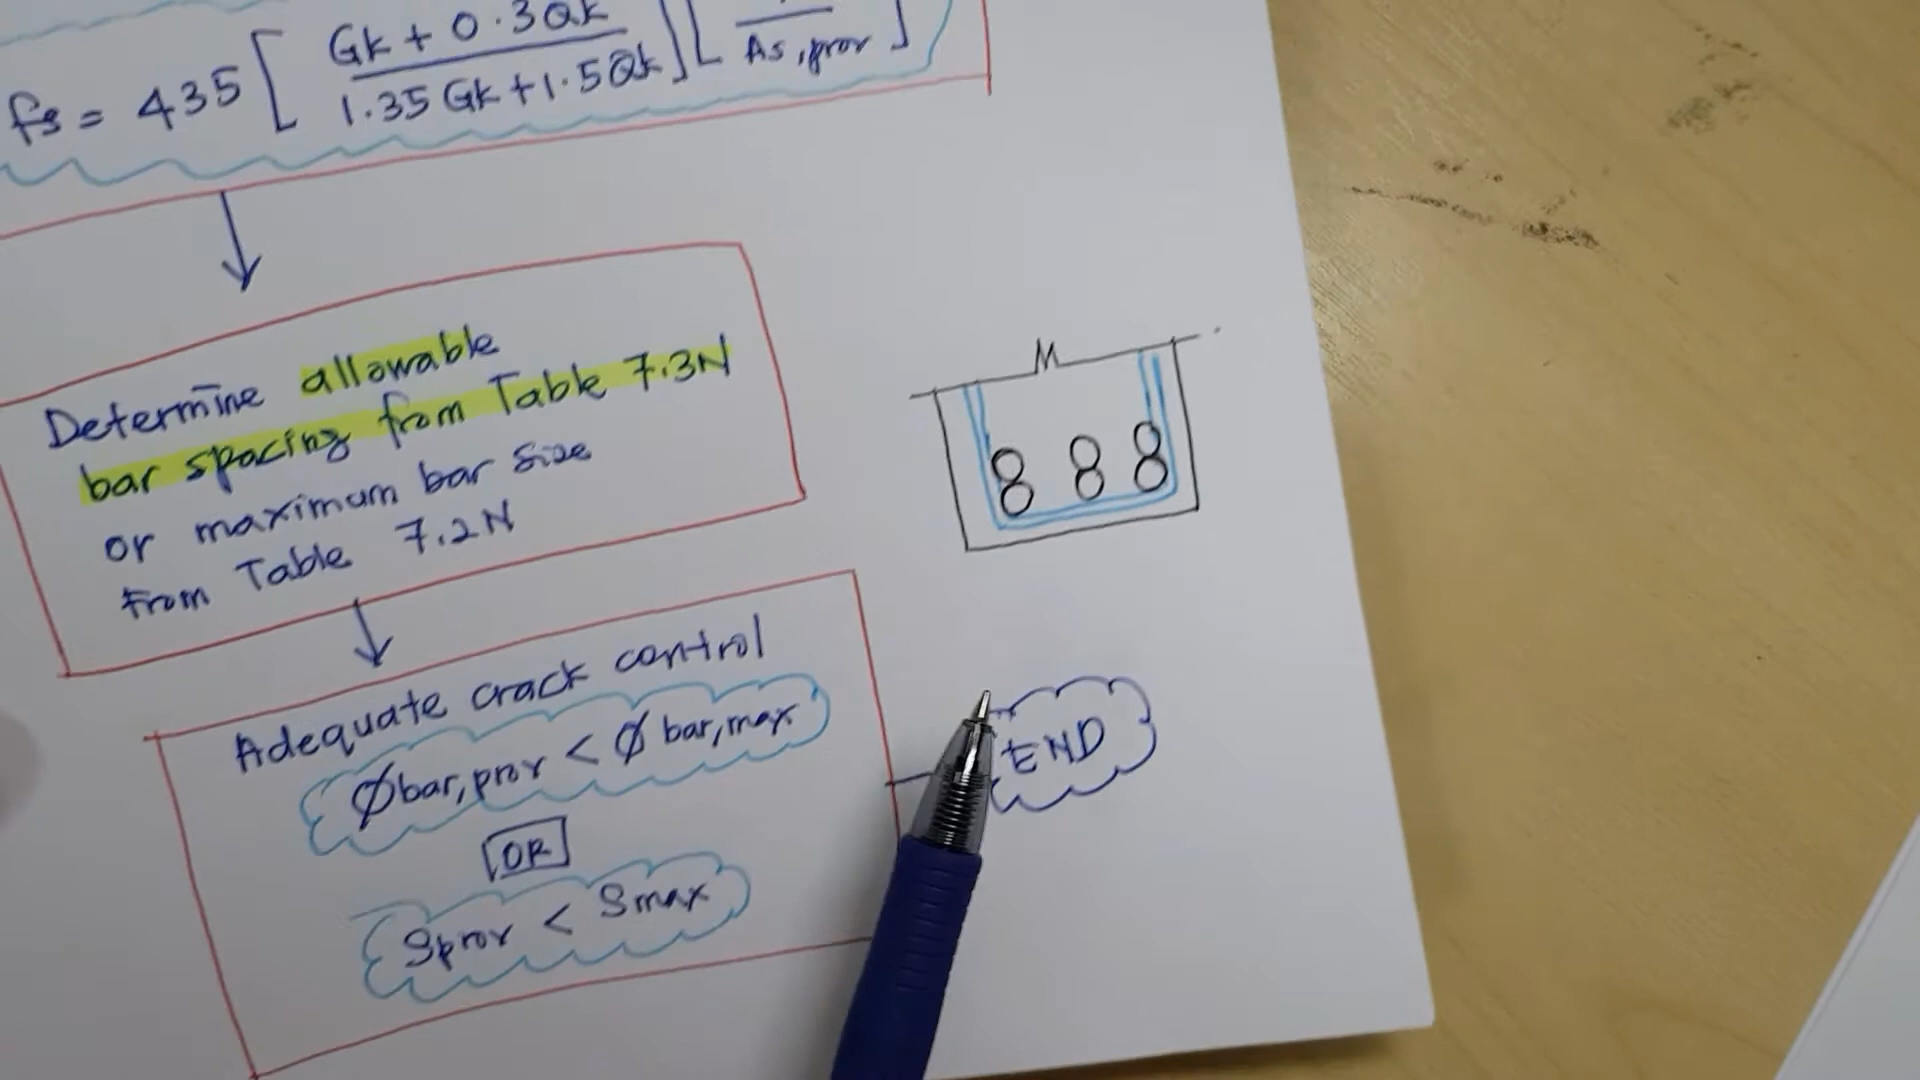 fs = 435 [ Gk + 0.3Qk / 1.35 Gk + 1.5Qk ] [ / As,prov ]
Determine allowable
bar spacing from Table 7.3N
or maximum bar size
from Table 7.2N
Adequate crack control
Øbar,prov < Ø bar,max
OR
Sprov < Smax
END